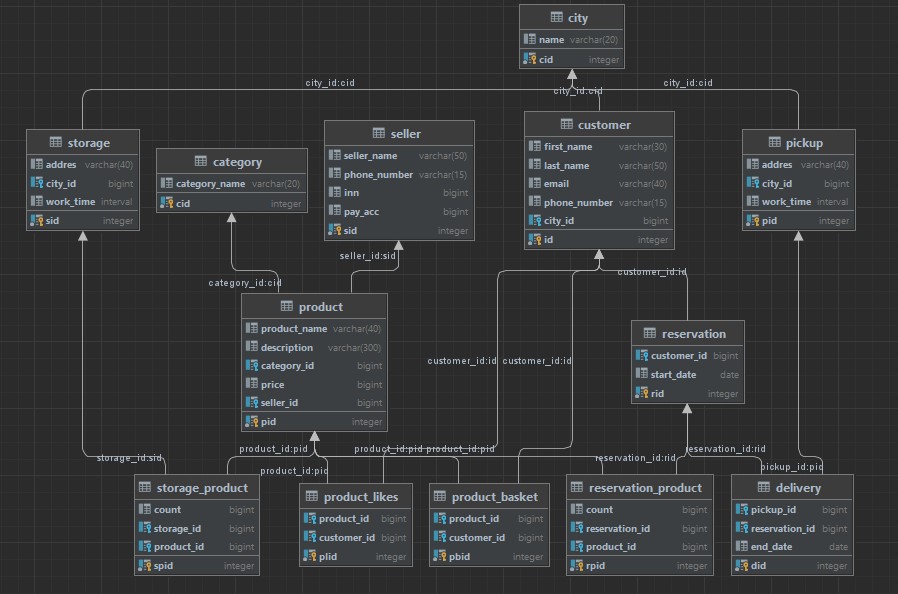 city
name varchar(20)
cid integer
city_id:cid
city_id:cid
city_id:cid
storage
addres varchar(40)
city_id bigint
work_time interval
sid integer
category
category_name varchar(20)
cid integer
seller
seller_name varchar(50)
phone_number varchar(15)
inn bigint
pay_acc bigint
sid integer
customer
first_name varchar(30)
last_name varchar(50)
email varchar(40)
phone_number varchar(15)
city_id bigint
id integer
pickup
addres varchar(40)
city_id bigint
work_time interval
pid integer
seller_id:sid
category_id:cid
customer_id:id
product
product_name varchar(40)
description varchar(300)
category_id bigint
price bigint
seller_id bigint
pid integer
customer_id:id
customer_id:id
reservation
customer_id bigint
start_date date
rid integer
storage_id:sid
product_id:pid
product_id:pid
product_id:pid
product_id:pid
reservation_id:rid
reservation_id:rid
pickup_id:pid
storage_product
count bigint
storage_id bigint
product_id bigint
spid integer
product_likes
product_id bigint
customer_id bigint
plid integer
product_basket
product_id bigint
customer_id bigint
pbid integer
reservation_product
count bigint
reservation_id bigint
product_id bigint
rpid integer
delivery
pickup_id bigint
reservation_id bigint
end_date date
did integer